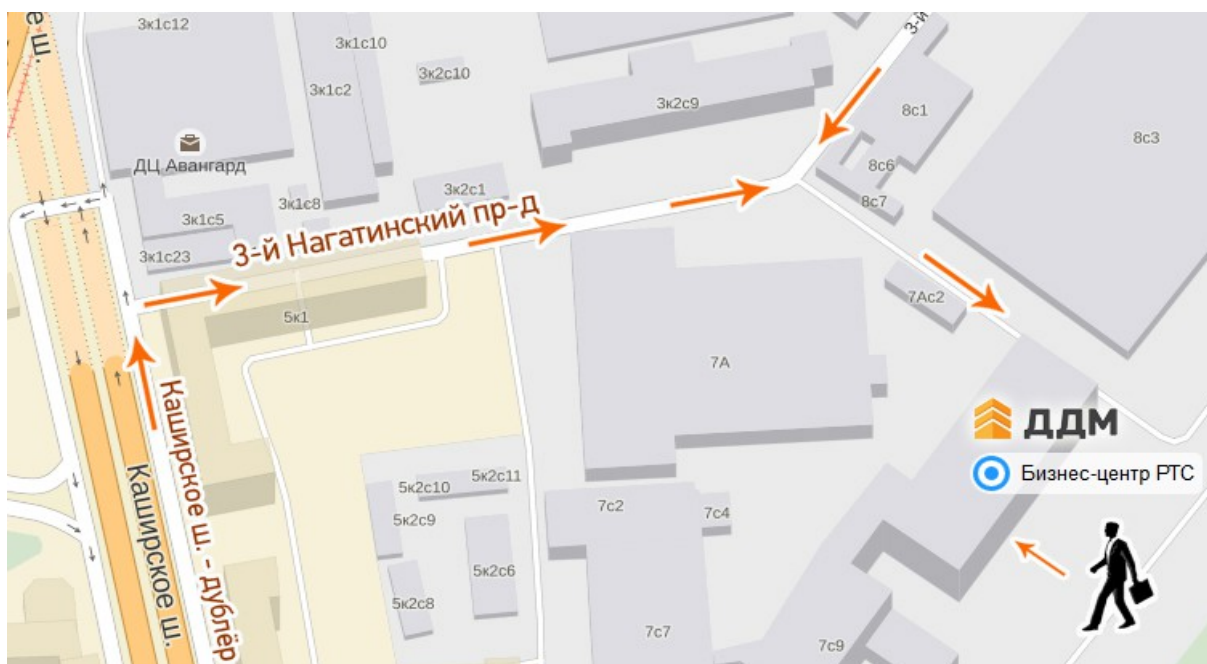 ш.
3к1с12
3к1с10
3к1с2
3к2с10
3к2с9
3-й
8с1
8с3
8с6
8с7
ДЦ Авангард
3к2с1
3к1с8
3к1с5
3к1с23
3-й Нагатинский пр-д
5к1
7Ас2
7А
Каширское ш. - дублёр
Каширское ш.
ДДМ
Бизнес-центр РТС
5к2с11
5к2с10
5к2с9
5к2с6
5к2с8
7с2
7с4
7с7
7с9